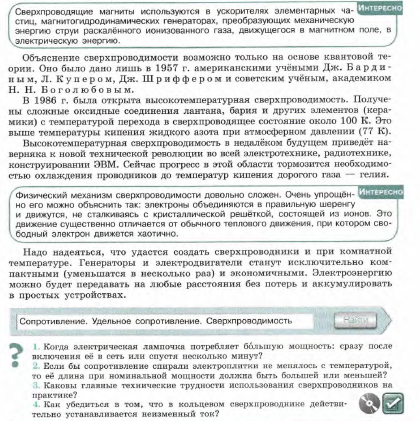 Интересно
Сверхпроводящие магниты используются в ускорителях элементарных ча-
стиц, магнитогидродинамических генераторах, преобразующих механическую
энергию струи раскалённого ионизованного газа, движущегося в магнитном поле, в
электрическую энергию.
Объяснение сверхпроводимости возможно только на основе квантовой те-
ории. Оно было дано лишь в 1957 г. американскими учёными Дж. Барди-
ным, Л. Купером, Дж. Шриффером и советским учёным, академиком
Н. Н. Боголюбовым.
В 1986 г. была открыта высокотемпературная сверхпроводимость. Получе-
ны сложные оксидные соединения лантана, бария и других элементов (кера-
мики) с температурой перехода в сверхпроводящее состояние около 100 К. Это
выше температуры кипения жидкого азота при атмосферном давлении (77 К).
Высокотемпературная сверхпроводимость в недалёком будущем приведёт на-
верняка к новой технической революции во всей электротехнике, радиотехнике,
конструировании ЭВМ. Сейчас прогресс в этой области тормозится необходимо-
стью охлаждения проводников до температур кипения дорогого газа — гелия.
Интересно
Физический механизм сверхпроводимости довольно сложен. Очень упрощён-
но его можно объяснить так: электроны объединяются в правильную шеренгу
и движутся, не сталкиваясь с кристаллической решёткой, состоящей из ионов. Это
движение существенно отличается от обычного теплового движения, при котором сво-
бодный электрон движется хаотично.
Надо надеяться, что удастся создать сверхпроводники и при комнатной
температуре. Генераторы и электродвигатели станут исключительно ком-
пактными (уменьшатся в несколько раз) и экономичными. Электроэнергию
можно будет передавать на любые расстояния без потерь и аккумулировать
в простых устройствах.
Сопротивление. Удельное сопротивление. Сверхпроводимость
Найти
? 1. Когда электрическая лампочка потребляет бо́льшую мощность: сразу после
включения её в сеть или спустя несколько минут?
2. Если бы сопротивление спирали электроплитки не менялось с температурой,
то её длина при номинальной мощности должна быть большей или меньшей?
3. Каковы главные технические трудности использования сверхпроводников на
практике?
4. Как убедиться в том, что в кольцевом сверхпроводнике действи-
тельно устанавливается неизменный ток?